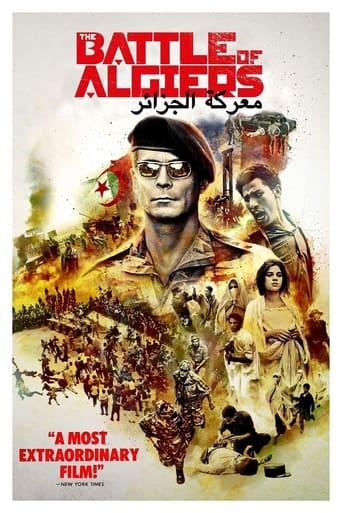 THE
BATTLE OF
ALGIERS
معركة الجزائر
"A MOST
EXTRAORDINARY
FILM!"
—NEW YORK TIMES